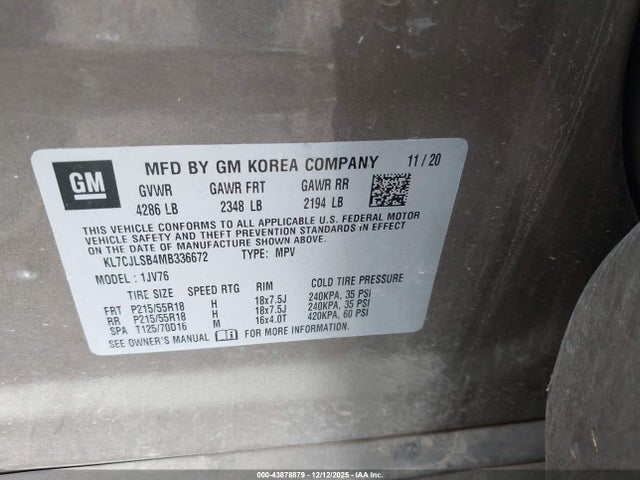 GM
MFD BY GM KOREA COMPANY 11/20
GVWR GAWR FRT GAWR RR
4286 LB 2348 LB 2194 LB
THIS VEHICLE CONFORMS TO ALL APPLICABLE U.S. FEDERAL MOTOR
VEHICLE SAFETY AND THEFT PREVENTION STANDARDS IN EFFECT ON
THE DATE OF MANUFACTURE SHOWN ABOVE.
KL7CJLSB4MB336672 TYPE: MPV
MODEL: 1JV76
TIRE SIZE SPEED RTG RIM COLD TIRE PRESSURE
FRT P215/55R18 H 18x7.5J 240KPA, 35 PSI
RR P215/55R18 H 18x7.5J 240KPA, 35 PSI
SPA T125/70D16 M 16x4.0T 420KPA, 60 PSI
SEE OWNER'S MANUAL FOR MORE INFORMATION.
000-43878879 - 12/12/2025 - IAA Inc.